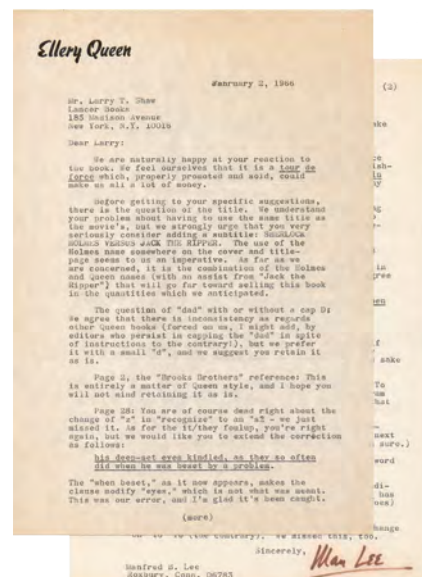 Ellery Queen
February 2, 1966
Mr. Larry T. Shaw
Lancer Books
185 Madison Avenue
New York, N.Y. 10016
Dear Larry:
We are naturally happy at your reaction to
the book. We feel ourselves that it is a tour de
force which, properly promoted and sold, could
make us all a lot of money.
Before getting to your specific suggestions,
there is the question of the title. We understand
your problem about having to use the same title as
the movie's, but we strongly urge that you very
seriously consider adding a subtitle: SHERLOCK
HOLMES VERSUS JACK THE RIPPER. The use of the
Holmes name somewhere on the cover and title-
page seems to us an imperative. As far as we
are concerned, it is the combination of the Holmes
and Queen names (with an assist from "Jack the
Ripper") that will go far toward selling this book
in the quantities which we anticipated.
The question of "dad" with or without a cap D:
We agree that there is inconsistency as regards
other Queen books (forced on us, I might add, by
editors who persist in capping the "dad" in spite
of instructions to the contrary!), but we prefer
it with a small "d", and we suggest you retain it
as is.
Page 2, the "Brooks Brothers" reference: This
is entirely a matter of Queen style, and I hope you
will not mind retaining it as is.
Page 28: You are of course dead right about the
change of "z" in "recognize" to an "s" - we just
missed it. As for the it/they foulup, you're right
again, but we would like you to extend the correction
as follows:
his deep-set eyes kindled, as they so often
did when he was beset by a problem.
The "when beset," as it now appears, makes the
clause modify "eyes," which is not what was meant.
This was our error, and I'm glad it's been caught.
(more)
(2)
in
next
sure.)
word
has
change
to (the contrary). We missed this, too.
Sincerely,
Man Lee
Manfred B. Lee
Roxbury, Conn. 06783